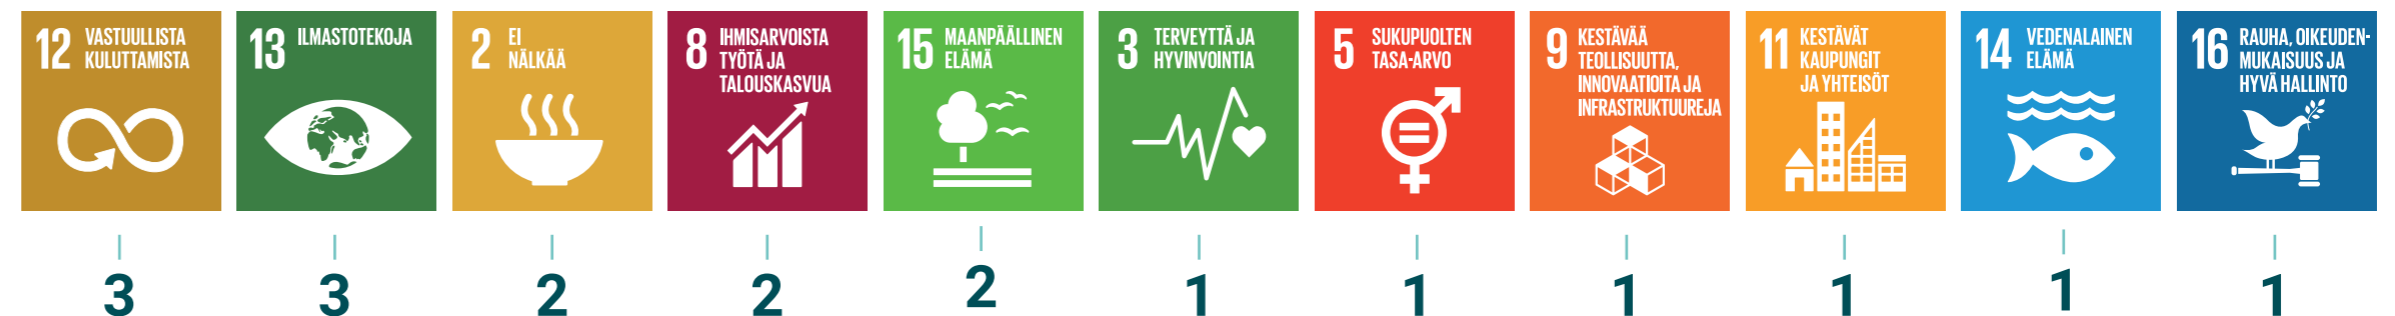 12 VASTUULLISTA
KULUTTAMISTA
13 ILMASTOTEKOJA
2 EI
NÄLKÄÄ
8 IHMISARVOISTA
TYÖTÄ JA
TALOUSKASVUA
15 MAANPÄÄLLINEN
ELÄMÄ
3 TERVEYTTÄ JA
HYVINVOINTIA
5 SUKUPUOLTEN
TASA-ARVO
9 KESTÄVÄÄ
TEOLLISUUTTA,
INNOVAATIOITA JA
INFRASTRUKTUUREJA
11 KESTÄVÄT
KAUPUNGIT
JA YHTEISÖT
14 VEDENALAINEN
ELÄMÄ
16 RAUHA, OIKEUDEN-
MUKAISUUS JA
HYVÄ HALLINTO
3 3 2 2 2 1 1 1 1 1 1